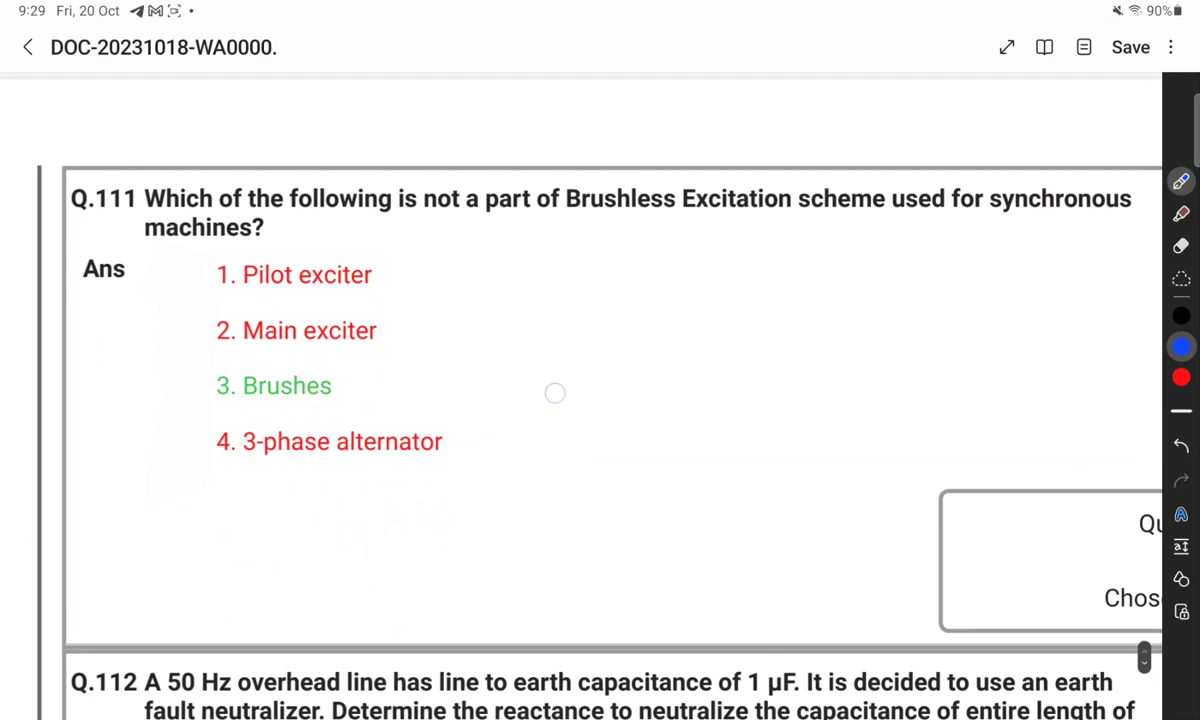 9:29 Fri, 20 Oct
90%
DOC-20231018-WA0000.
Save
Q.111 Which of the following is not a part of Brushless Excitation scheme used for synchronous
machines?
Ans
1. Pilot exciter
2. Main exciter
3. Brushes
4. 3-phase alternator
Qu
Chos
Q.112 A 50 Hz overhead line has line to earth capacitance of 1 µF. It is decided to use an earth
fault neutralizer. Determine the reactance to neutralize the capacitance of entire length of